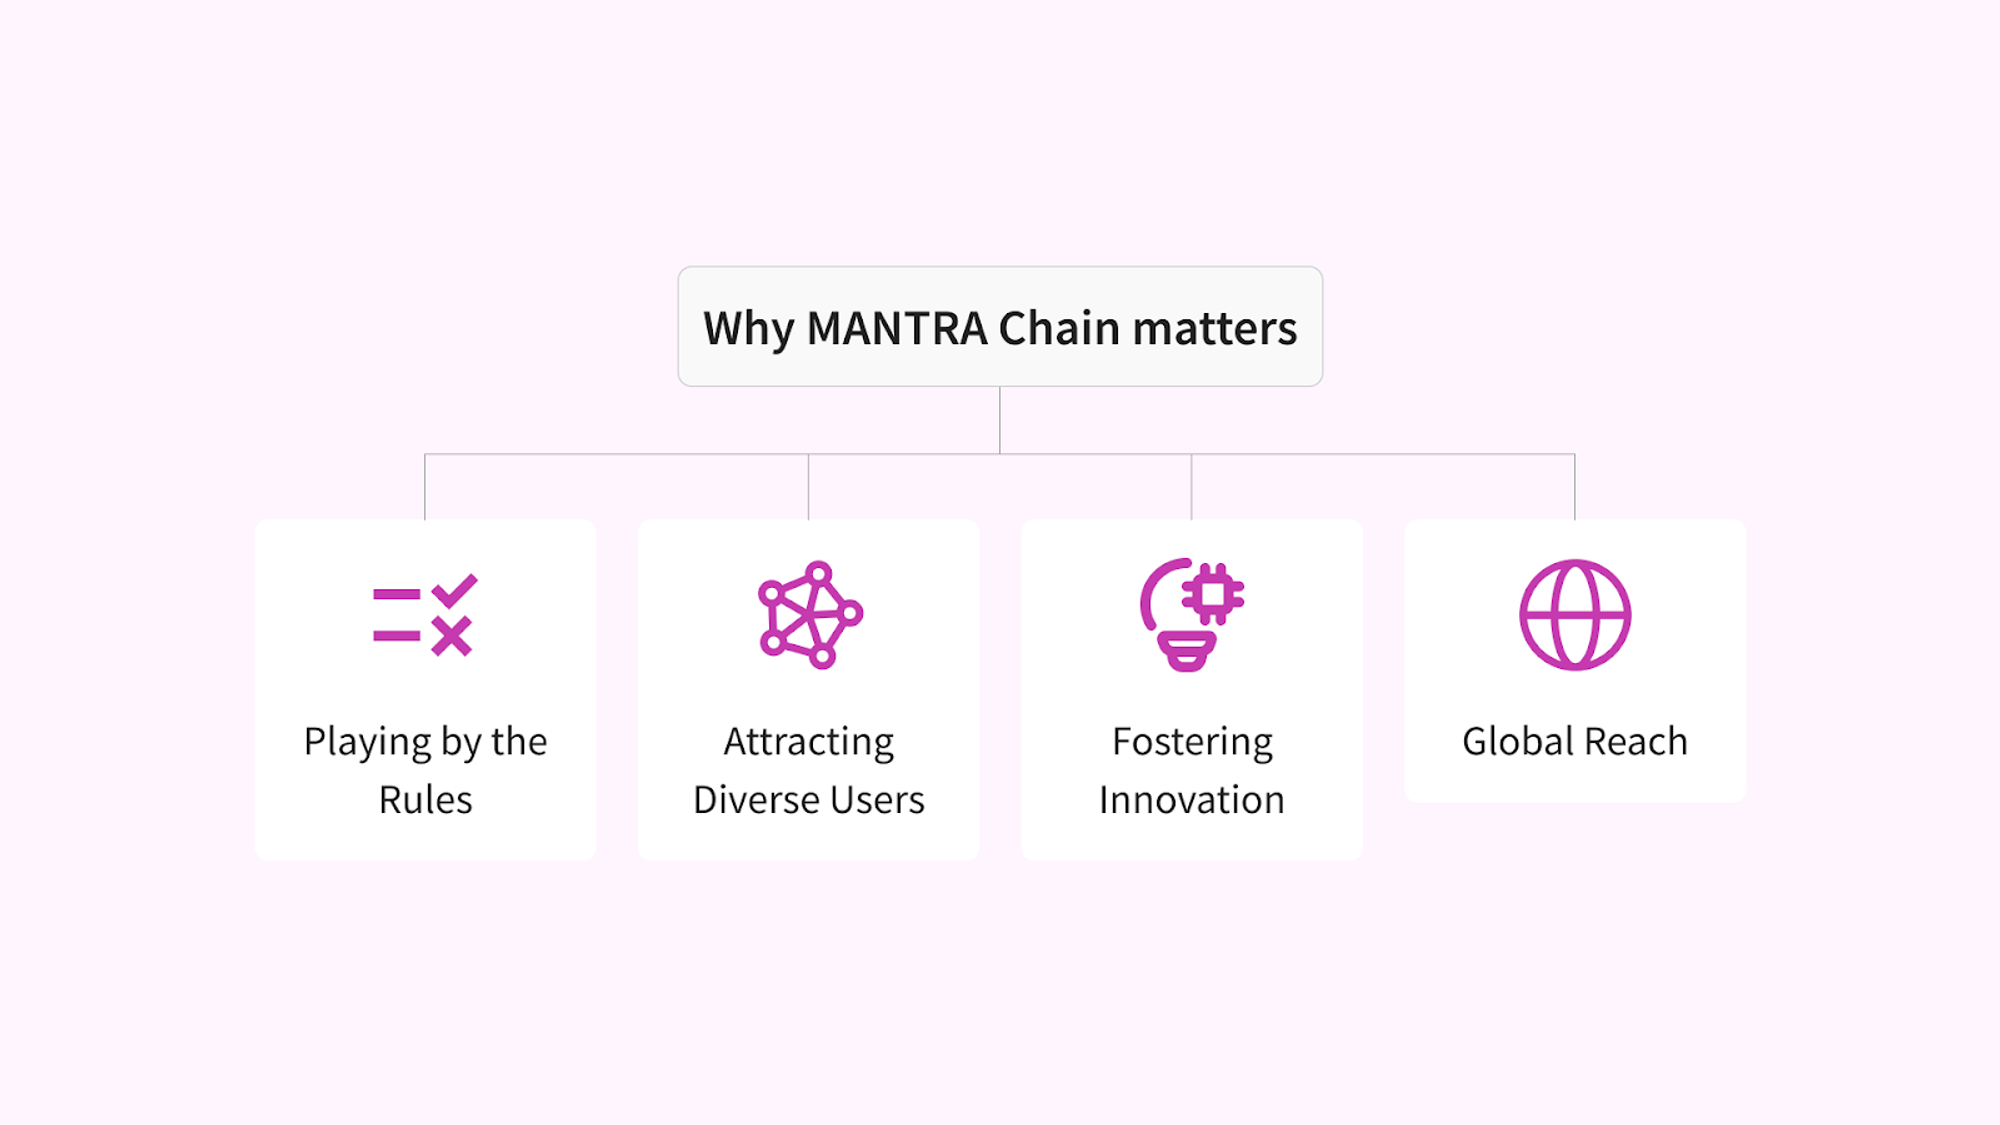 Why MANTRA Chain matters
Playing by the
Rules
Attracting
Diverse Users
Fostering
Innovation
Global Reach